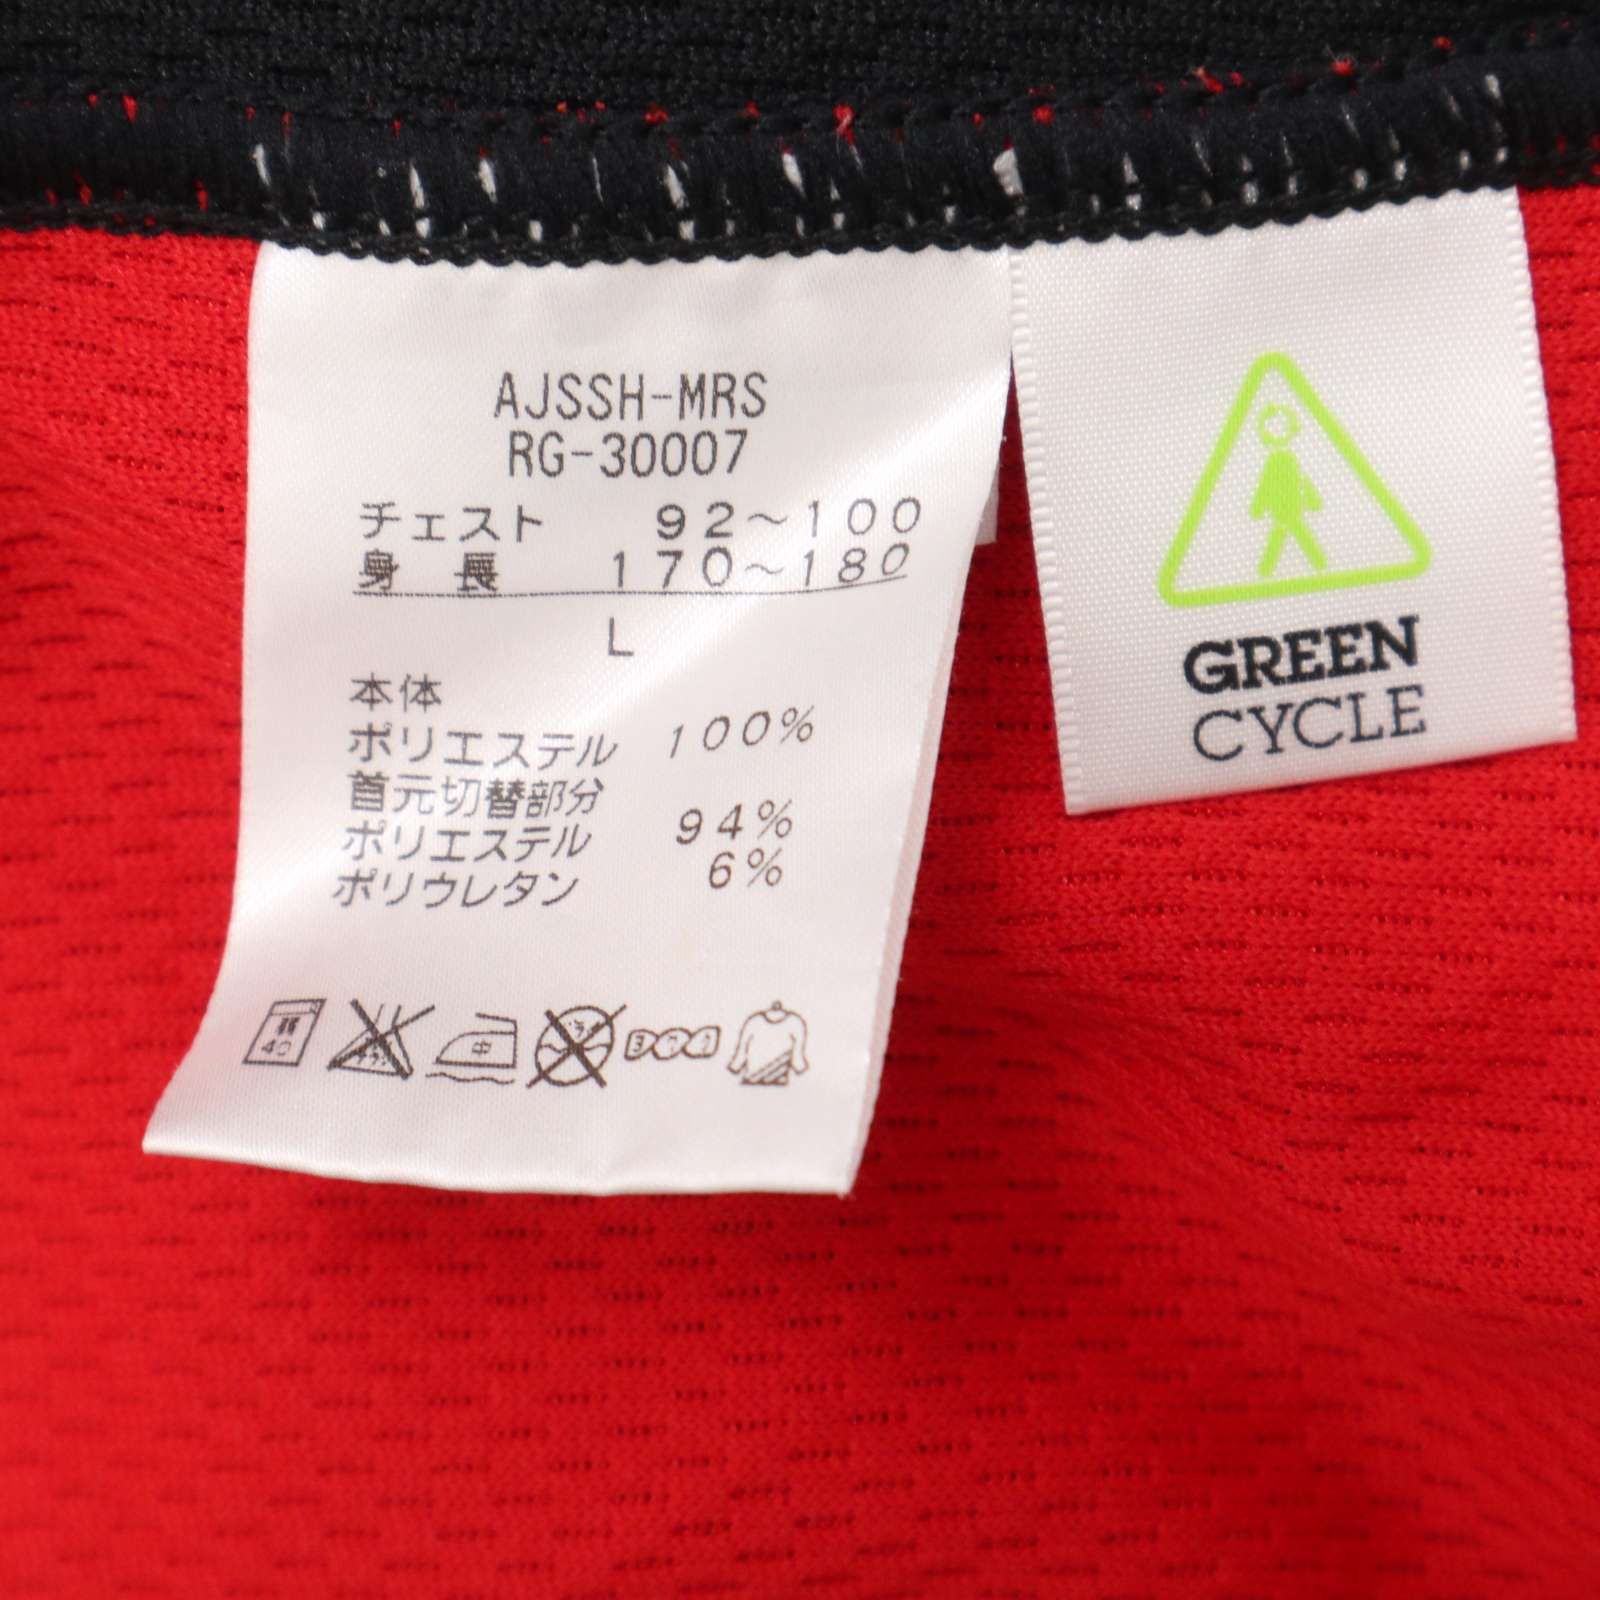 AJSSH-MRS
RG-30007
チェスト 92～100
身 長 170～180
L
本体
ポリエステル 100%
首元切替部分
ポリエステル 94%
ポリウレタン 6%
40
中
GREEN
CYCLE